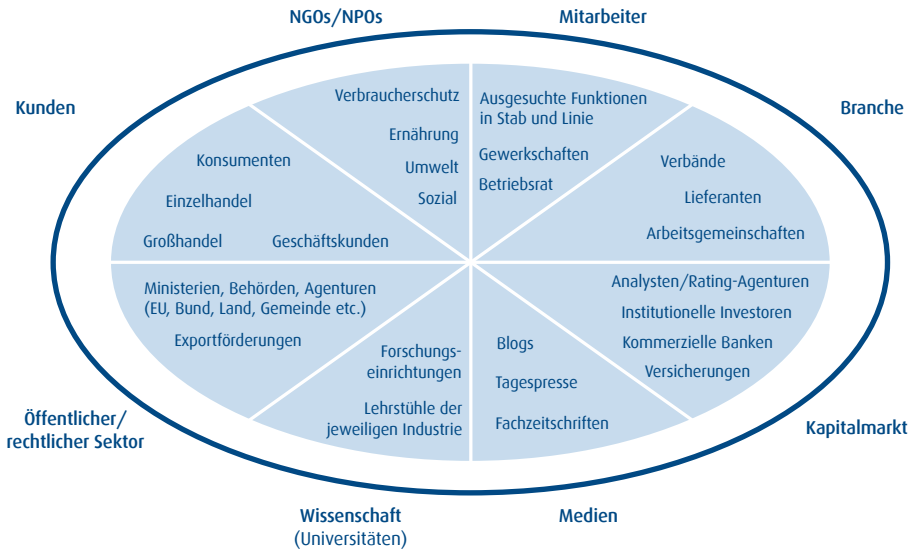 NGOs/NPOs
Mitarbeiter
Kunden
Branche
Verbraucherschutz
Ernährung
Umwelt
Sozial
Ausgesuchte Funktionen
in Stab und Linie
Gewerkschaften
Betriebsrat
Konsumenten
Einzelhandel
Großhandel
Geschäftskunden
Verbände
Lieferanten
Arbeitsgemeinschaften
Ministerien, Behörden, Agenturen
(EU, Bund, Land, Gemeinde etc.)
Exportförderungen
Forschungs-
einrichtungen
Lehrstühle der
jeweiligen Industrie
Blogs
Tagespresse
Fachzeitschriften
Analysten/Rating-Agenturen
Institutionelle Investoren
Kommerzielle Banken
Versicherungen
Öffentlicher/
rechtlicher Sektor
Kapitalmarkt
Wissenschaft
(Universitäten)
Medien